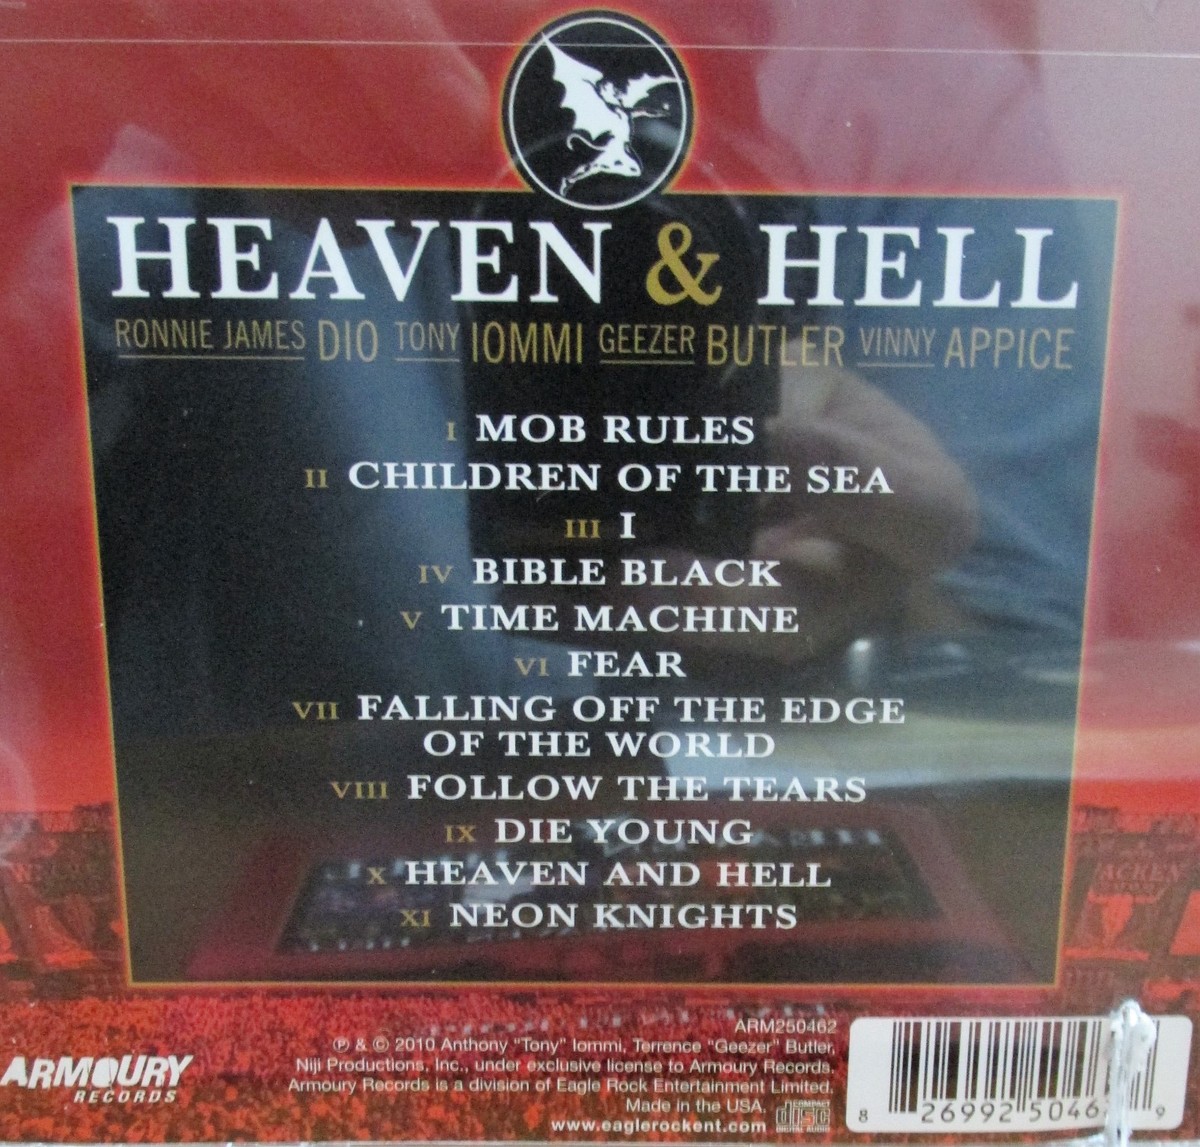 HEAVEN & HELL
RONNIE JAMES DIO TONY IOMMI GEEZER BUTLER VINNY APPICE
I MOB RULES
II CHILDREN OF THE SEA
III I
IV BIBLE BLACK
V TIME MACHINE
VI FEAR
VII FALLING OFF THE EDGE
OF THE WORLD
VIII FOLLOW THE TEARS
IX DIE YOUNG
X HEAVEN AND HELL
XI NEON KNIGHTS
ARM250462
℗ & © 2010 Anthony "Tony" Iommi, Terrence "Geezer" Butler,
Niji Productions, Inc., under exclusive license to Armoury Records.
Armoury Records is a division of Eagle Rock Entertainment Limited.
Made in the USA.
www.eaglerockent.com
COMPACT
disc
DIGITAL AUDIO
ARMOURY
RECORDS
8 26992 5046 9